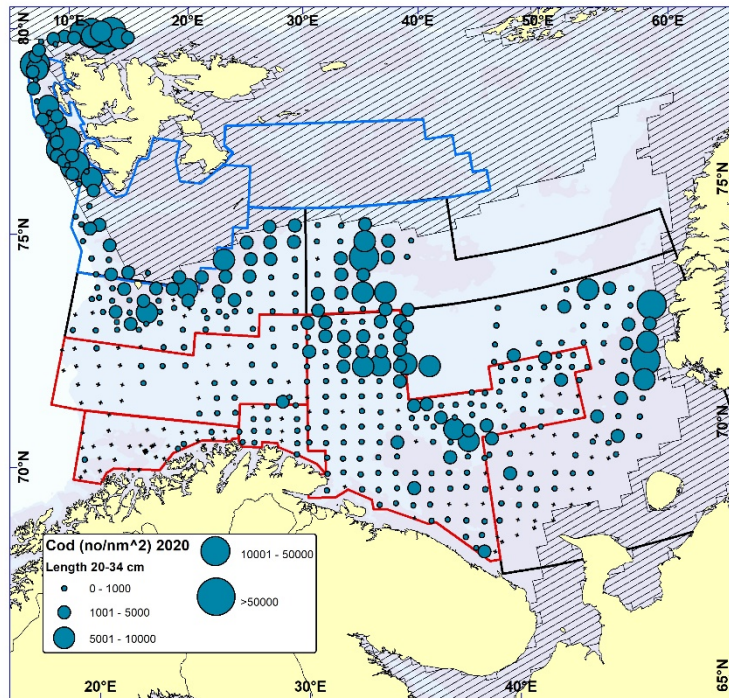 80°N
10°E
20°E
30°E
40°E
50°E
60°E
75°N
75°N
70°N
70°N
Cod (no/nm^2) 2020
Length 20-34 cm
0 - 1000
1001 - 5000
5001 - 10000
10001 - 50000
>50000
20°E
30°E
40°E
50°E
65°N